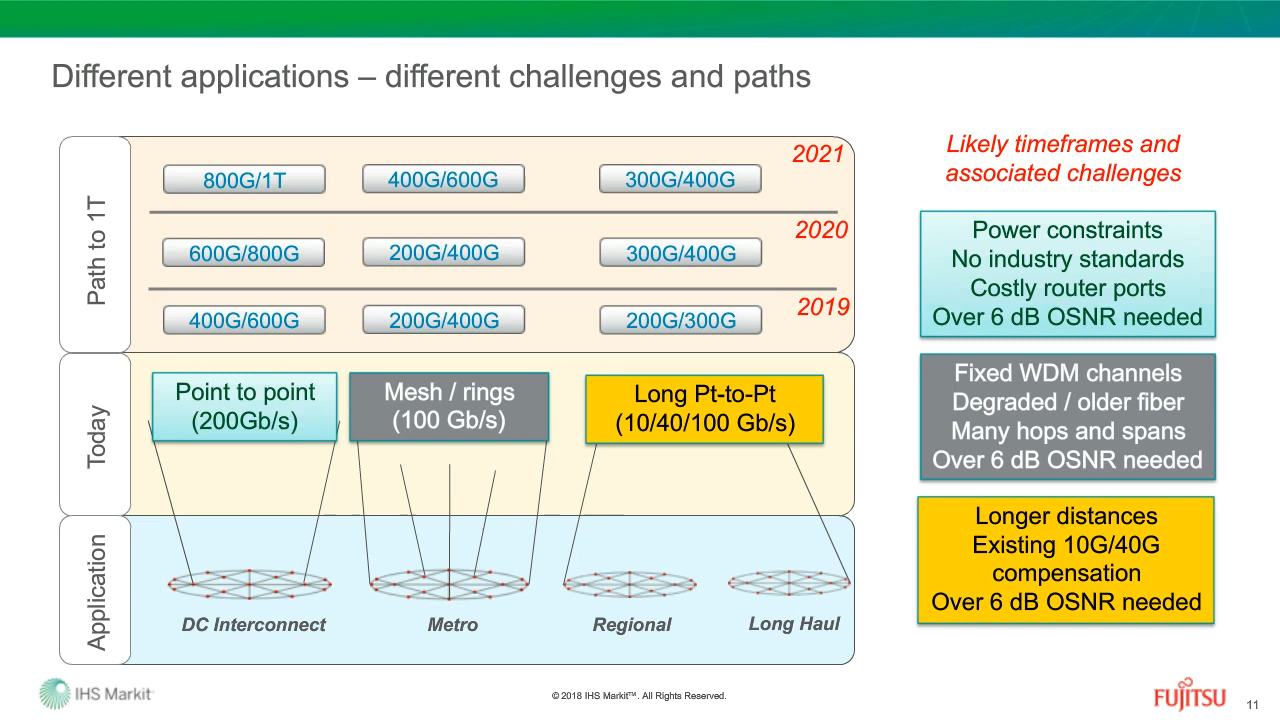 Different applications – different challenges and paths
Path to 1T
2021
800G/1T
400G/600G
300G/400G
2020
600G/800G
200G/400G
300G/400G
2019
400G/600G
200G/400G
200G/300G
Today
Point to point
(200Gb/s)
Mesh / rings
(100 Gb/s)
Long Pt-to-Pt
(10/40/100 Gb/s)
Application
DC Interconnect
Metro
Regional
Long Haul
Likely timeframes and
associated challenges
Power constraints
No industry standards
Costly router ports
Over 6 dB OSNR needed
Fixed WDM channels
Degraded / older fiber
Many hops and spans
Over 6 dB OSNR needed
Longer distances
Existing 10G/40G
compensation
Over 6 dB OSNR needed
IHS Markit™
© 2018 IHS Markit™. All Rights Reserved.
FUJITSU
11